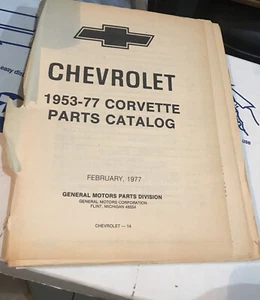 CHEVROLET
1953-77 CORVETTE
PARTS CATALOG
FEBRUARY, 1977
GENERAL MOTORS PARTS DIVISION
GENERAL MOTORS CORPORATION
FLINT, MICHIGAN 48554
CHEVROLET — 14